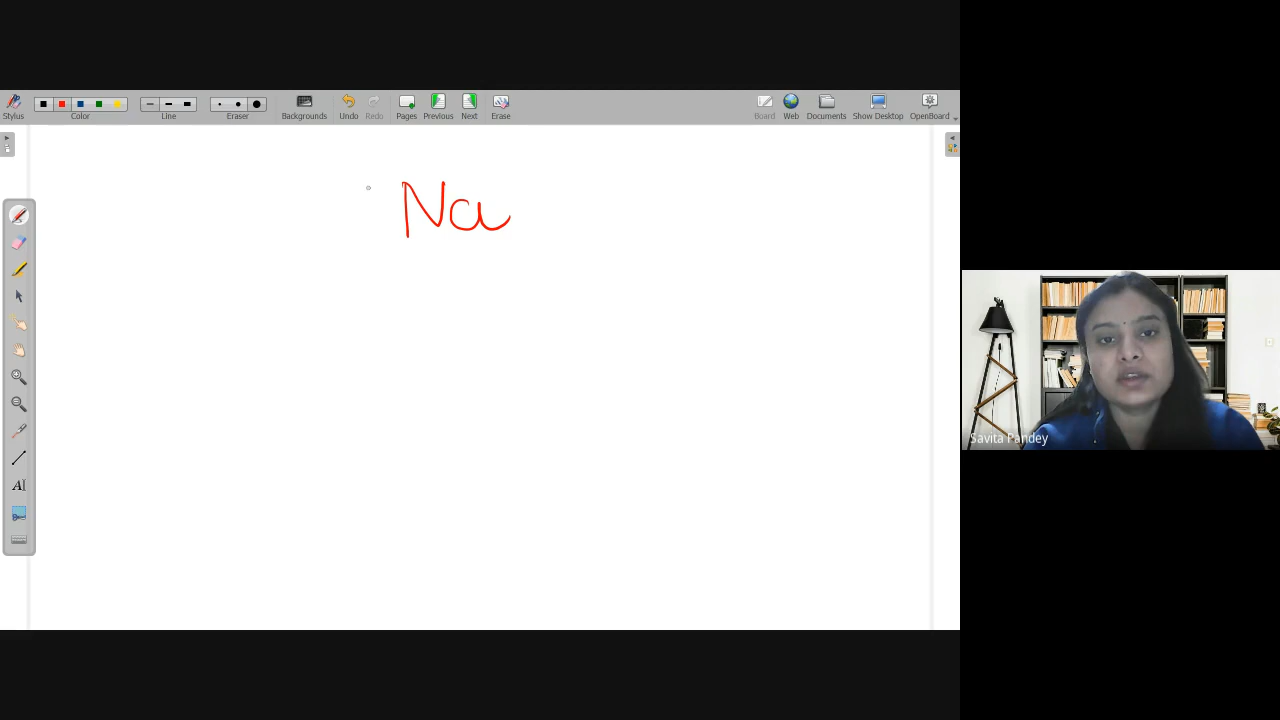 Stylus
Color
Line
Eraser
Backgrounds
Undo
Redo
Pages
Previous
Next
Erase
Board
Web
Documents
Show Desktop
OpenBoard
Na
Savita Pandey